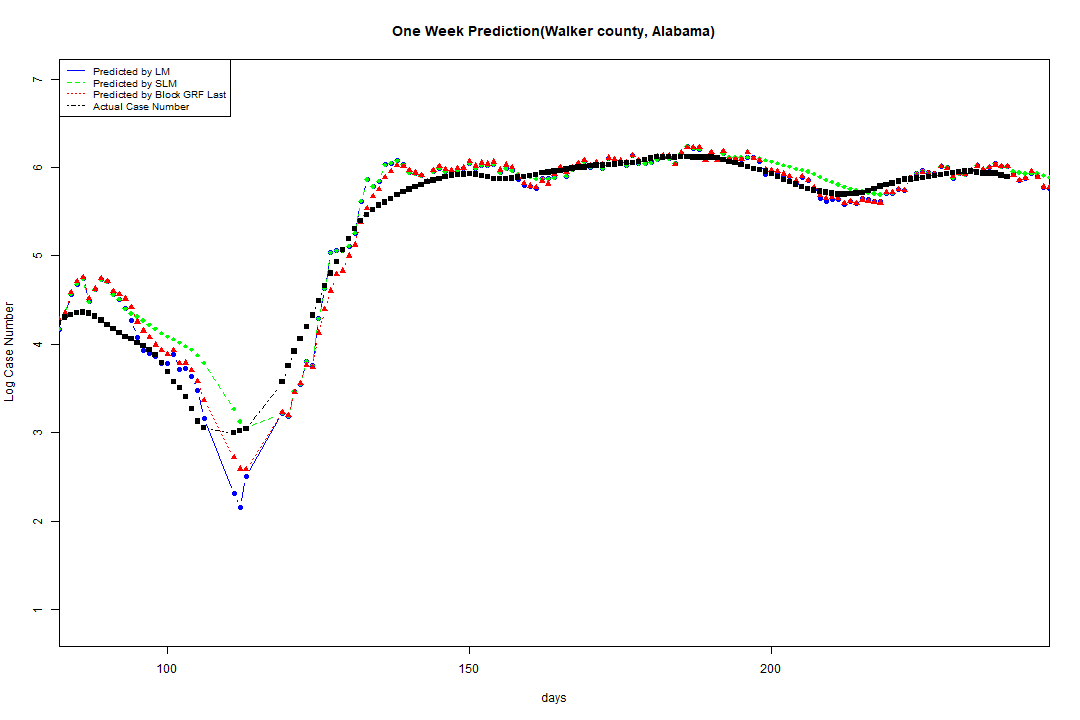 One Week Prediction(Walker county, Alabama)
Predicted by LM
Predicted by SLM
Predicted by Block GRF Last
Actual Case Number
7
6
5
4
3
2
1
Log Case Number
100 150 200
days